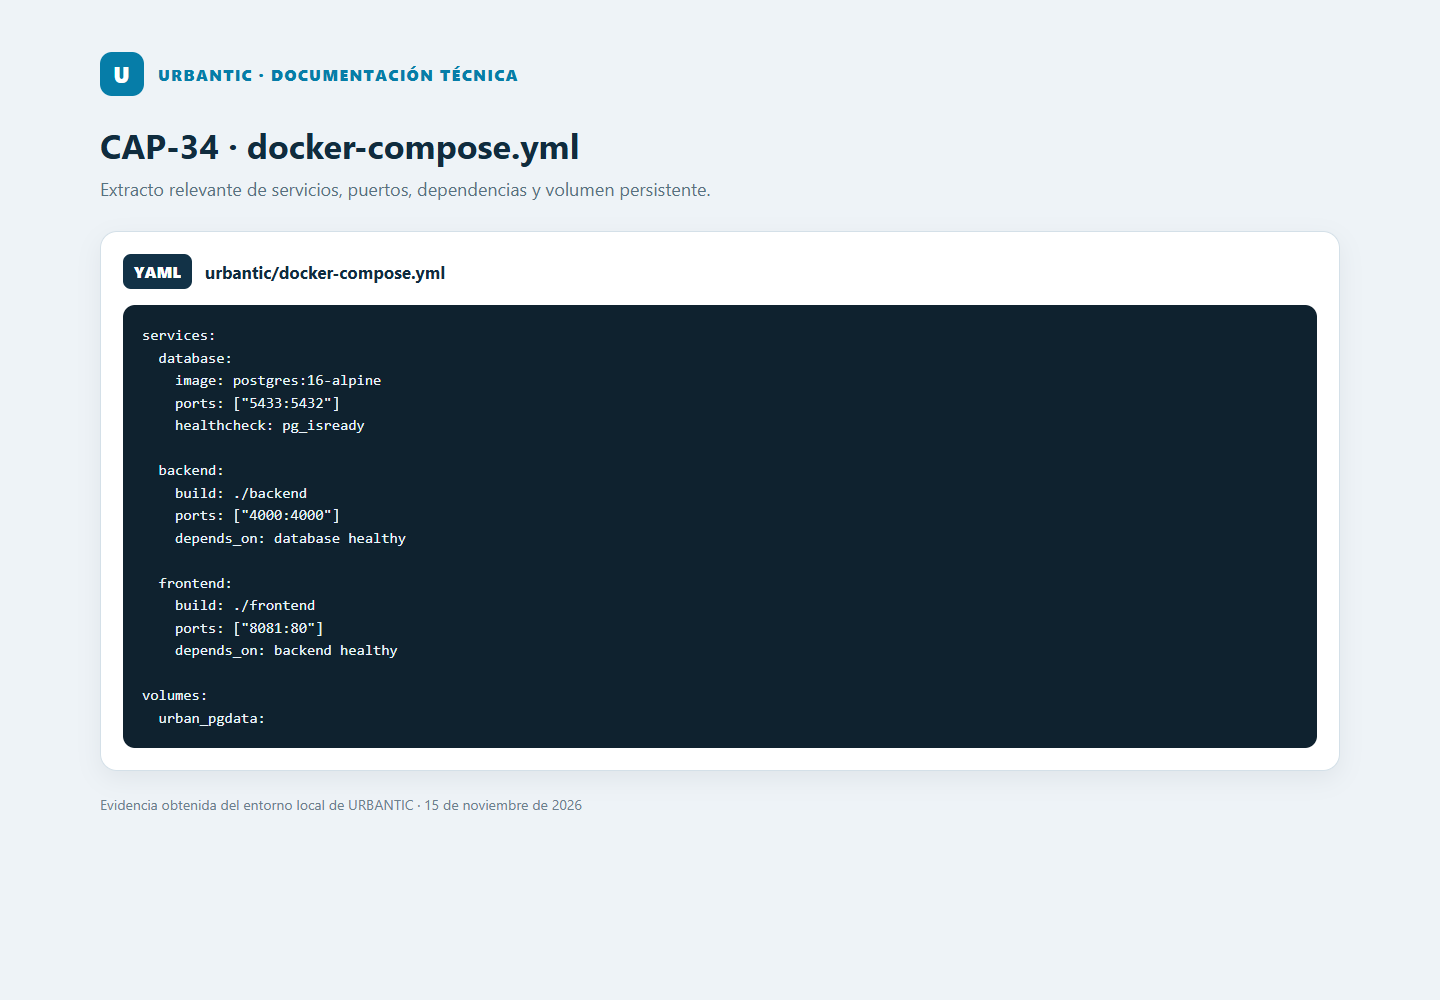 U
URBANTIC · DOCUMENTACIÓN TÉCNICA
CAP-34 · docker-compose.yml
Extracto relevante de servicios, puertos, dependencias y volumen persistente.
YAML urbantic/docker-compose.yml
services:
  database:
    image: postgres:16-alpine
    ports: ["5433:5432"]
    healthcheck: pg_isready

  backend:
    build: ./backend
    ports: ["4000:4000"]
    depends_on: database healthy

  frontend:
    build: ./frontend
    ports: ["8081:80"]
    depends_on: backend healthy

volumes:
  urban_pgdata:
Evidencia obtenida del entorno local de URBANTIC · 15 de noviembre de 2026